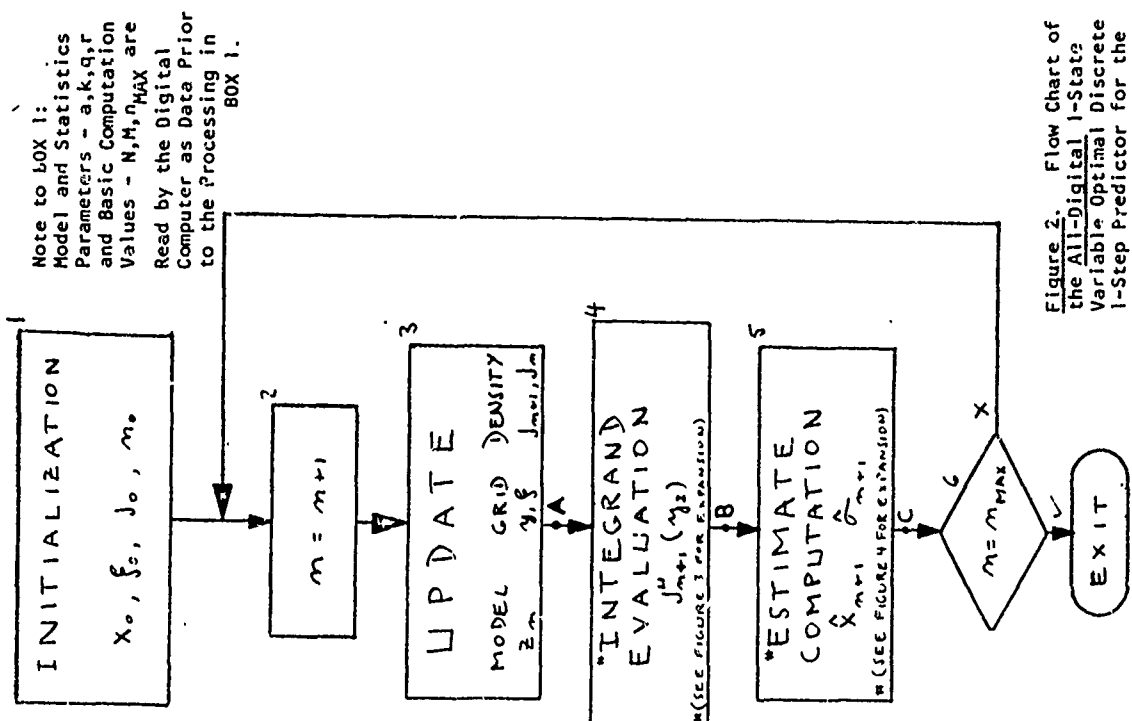 1
INITIALIZATION
x₀, ξ₀, J₀, n₀
Note to BOX 1:
Model and Statistics
Parameters - a,k,q,r
and Basic Computation
Values - N,M,n_MAX are
Read by the Digital
Computer as Data Prior
to the Processing in
BOX 1.
2
n = n+1
3
UPDATE
MODEL GRID DENSITY
z_n y,ξ J_n+1, J_n
A
4
*INTEGRAND
EVALUATION
J^u_n+1 (y_2)
*(SEE FIGURE 3 FOR EXPANSION)
B
5
*ESTIMATE
COMPUTATION
x̂_n+1 σ̂_n+1
*(SEE FIGURE 4 FOR EXPANSION)
C
6
n = n_MAX
X
✓
EXIT
Figure 2. Flow Chart of
the All-Digital 1-State
Variable Optimal Discrete
1-Step Predictor for the